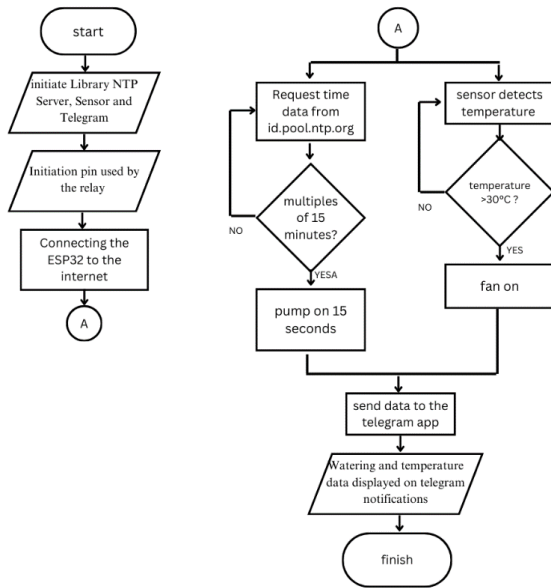 start
initiate Library NTP
Server, Sensor and
Telegram
Initiation pin used by
the relay
Connecting the
ESP32 to the
internet
A
A
Request time
data from
id.pool.ntp.org
multiples
of 15
minutes?
NO
YESA
pump on 15
seconds
sensor detects
temperature
temperature
>30°C ?
NO
YES
fan on
send data to the
telegram app
Watering and temperature
data displayed on telegram
notifications
finish